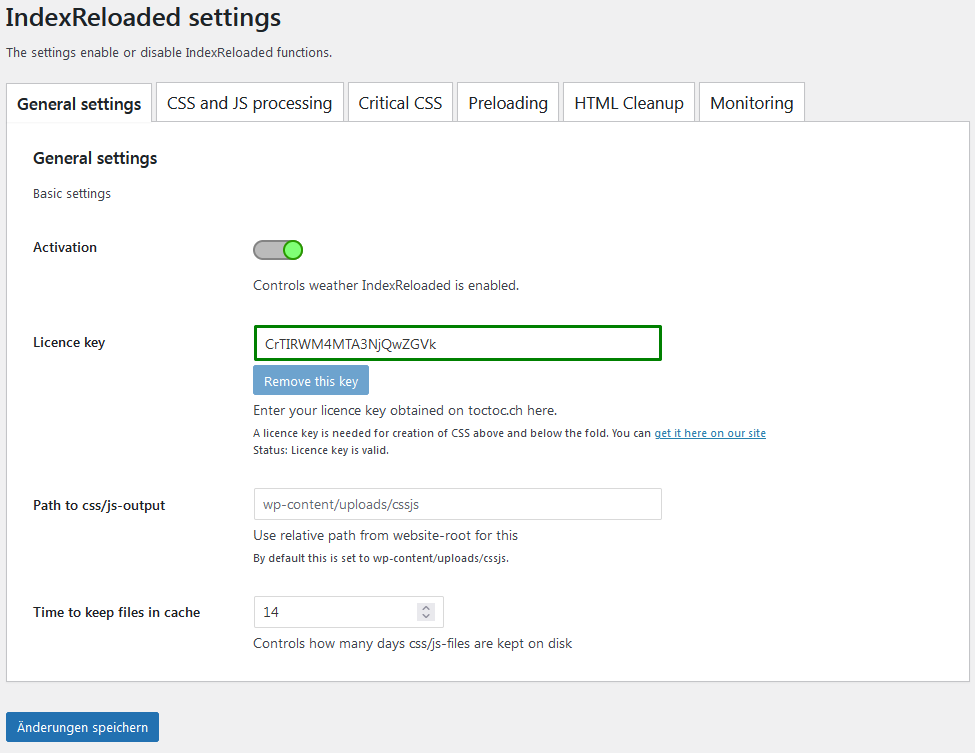 IndexReloaded settings
The settings enable or disable IndexReloaded functions.
General settings
CSS and JS processing
Critical CSS
Preloading
HTML Cleanup
Monitoring
General settings
Basic settings
Activation
Controls weather IndexReloaded is enabled.
Licence key
CrTIRWM4MTA3NjQwZGVk
Remove this key
Enter your licence key obtained on toctoc.ch here.
A licence key is needed for creation of CSS above and below the fold. You can get it here on our site
Status: Licence key is valid.
Path to css/js-output
wp-content/uploads/cssjs
Use relative path from website-root for this
By default this is set to wp-content/uploads/cssjs.
Time to keep files in cache
14
Controls how many days css/js-files are kept on disk
Änderungen speichern